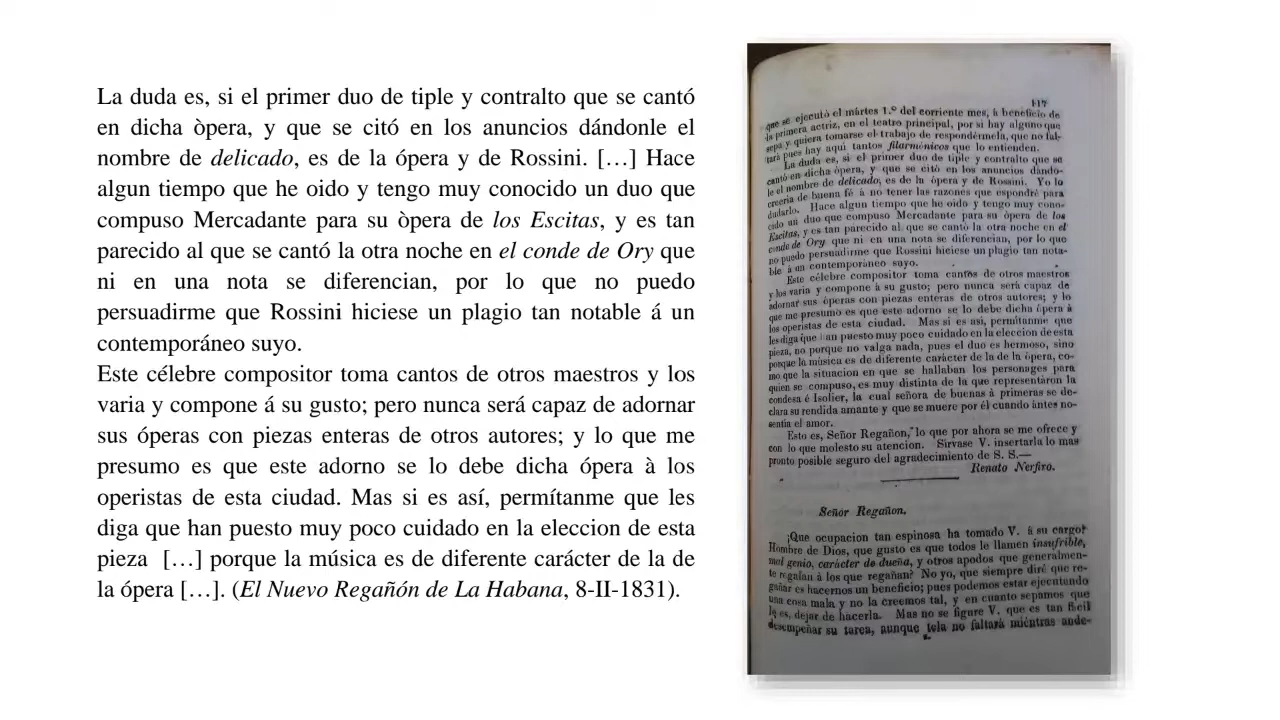 La duda es, si el primer duo de tiple y contralto que se cantó
en dicha òpera, y que se citó en los anuncios dándonle el
nombre de delicado, es de la ópera y de Rossini. […] Hace
algun tiempo que he oido y tengo muy conocido un duo que
compuso Mercadante para su òpera de los Escitas, y es tan
parecido al que se cantó la otra noche en el conde de Ory que
ni en una nota se diferencian, por lo que no puedo
persuadirme que Rossini hiciese un plagio tan notable á un
contemporáneo suyo.
Este célebre compositor toma cantos de otros maestros y los
varia y compone á su gusto; pero nunca será capaz de adornar
sus óperas con piezas enteras de otros autores; y lo que me
presumo es que este adorno se lo debe dicha ópera à los
operistas de esta ciudad. Mas si es así, permítanme que les
diga que han puesto muy poco cuidado en la eleccion de esta
pieza […] porque la música es de diferente carácter de la de
la ópera […]. (El Nuevo Regañón de La Habana, 8-II-1831).
117
que se ejecutó el mártes 1.º del corriente mes, á beneficio de
la primera actriz, en el teatro principal, por si hay alguno que
sepa y quiera tomarse el trabajo de respondérmela, que no fal-
tará pues hay aquí tantos filarmónicos que lo entienden.
La duda es, si el primer duo de tiple y contralto que se
cantó en dicha ópera, y que se citó en los anuncios dándo-
le el nombre de delicado, es de la ópera y de Rossini. Yo lo
creeria de buena fé à no tener las razones que espondré para
dudarlo. Hace algun tiempo que he oido y tengo muy cono-
cido un duo que compuso Mercadante para su òpera de los
Escitas, y es tan parecido al que se cantò la otra noche en el
conde de Ory que ni en una nota se diferencian, por lo que
no puedo persuadirme que Rossini hiciese un plagio tan nota-
ble à un contemporáneo suyo.
Este célebre compositor toma cantos de otros maestros
y los varia y compone à su gusto; pero nunca será capaz de
adornar sus óperas con piezas enteras de otros autores; y lo
que me presumo es que este adorno se lo debe dicha ópera à
los operistas de esta ciudad. Mas si es así, permítanme que
les diga que han puesto muy poco cuidado en la eleccion de esta
pieza, no porque no valga nada, pues el duo es hermoso, sino
porque la mùsica es de diferente carácter de la de la òpera, co-
mo que la situacion en que se hallaban los personages para
quien se compuso, es muy distinta de la que representáron la
condesa é Isolier, la cual señora de buenas à primeras se de-
clara su rendida amante y que se muere por él cuando ántes no
sentia el amor.
Esto es, Señor Regañon, lo que por ahora se me ofrece y
con lo que molesto su atencion. Sírvase V. insertarla lo mas
pronto posible seguro del agradecimiento de S. S.—
Renato Nerfiro.
Señor Regañon.
¡Que ocupacion tan espinosa ha tomado V. à su cargo!
Hombre de Dios, que gusto es que todos le llamen insufrible,
mal genio, carácter de dueña, y otros apodos que generalmen-
te regalan à los que regañan? No yo, que siempre diré que re-
gañar es hacernos un beneficio; pues podemos estar ejecutando
una cosa mala y no la creemos tal, y en cuanto sepamos que
lo es, dejar de hacerla. Mas no se figure V. que es tan facil
desempeñar su tarea, aunque tela no faltará miéntras ande-